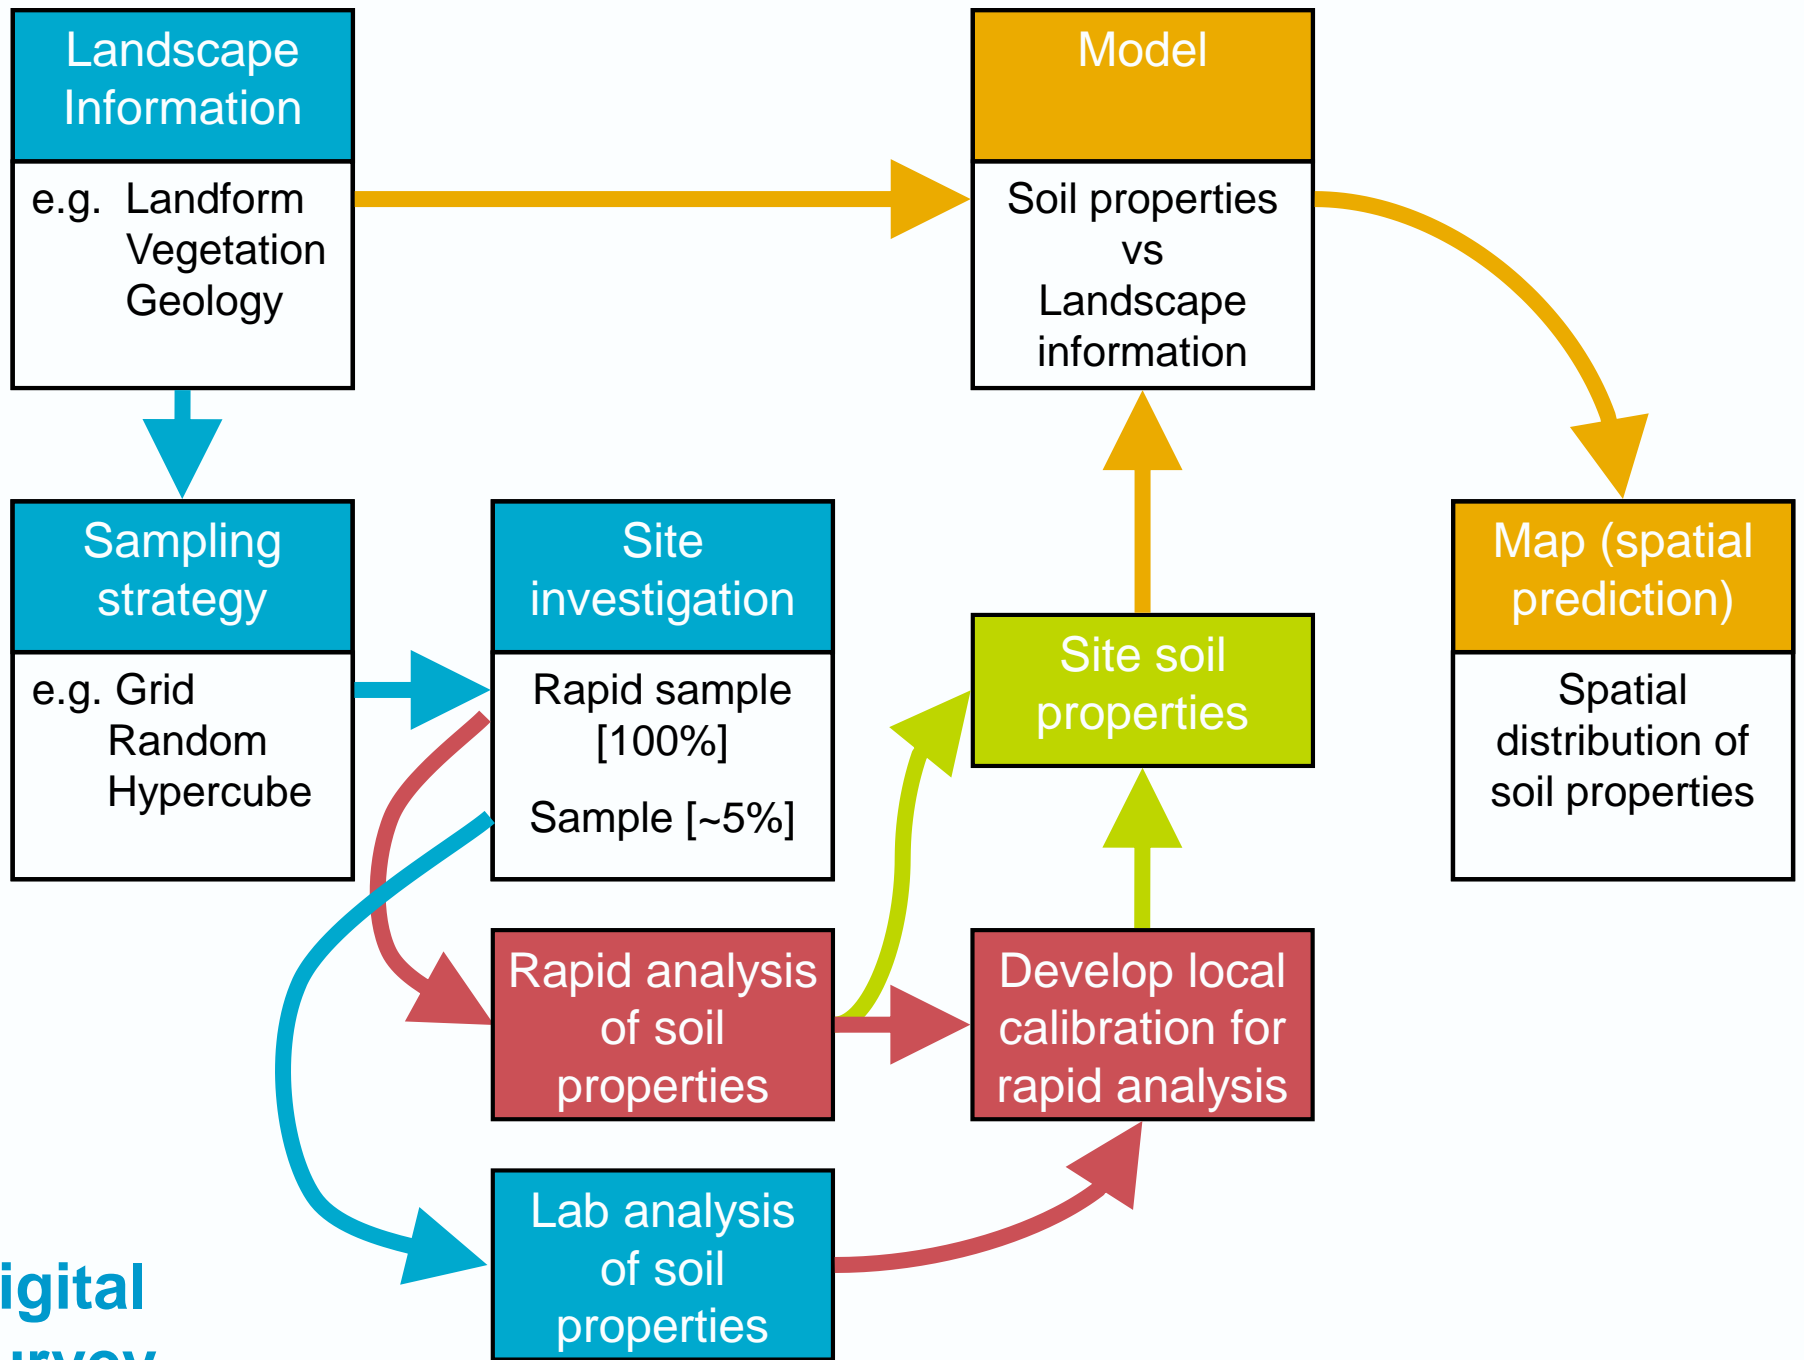 Landscape
Information
e.g. Landform
Vegetation
Geology
Model
Soil properties
vs
Landscape
information
Sampling
strategy
e.g. Grid
Random
Hypercube
Site
investigation
Rapid sample
[100%]
Sample [~5%]
Site soil
properties
Map (spatial
prediction)
Spatial
distribution of
soil properties
Rapid analysis
of soil
properties
Develop local
calibration for
rapid analysis
Lab analysis
of soil
properties
igital
urvey